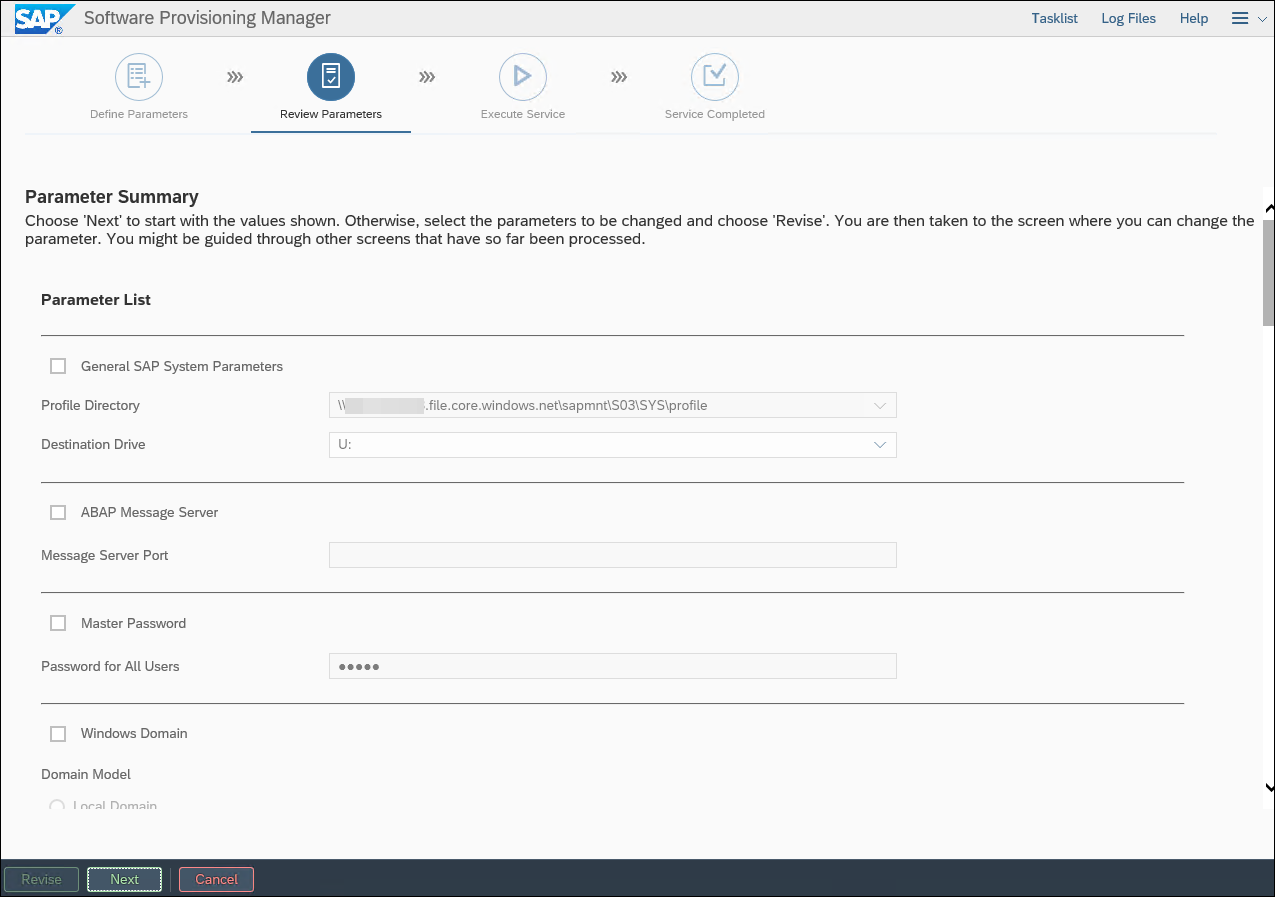 SAP ® Software Provisioning Manager Tasklist Log Files Help
Define Parameters Review Parameters Execute Service Service Completed
Parameter Summary
Choose 'Next' to start with the values shown. Otherwise, select the parameters to be changed and choose 'Revise'. You are then taken to the screen where you can change the
parameter. You might be guided through other screens that have so far been processed.
Parameter List
General SAP System Parameters
Profile Directory \\ .file.core.windows.net\sapmnt\S03\SYS\profile
Destination Drive U:
ABAP Message Server
Message Server Port
Master Password
Password for All Users ●●●●●
Windows Domain
Domain Model
Local Domain
Revise Next Cancel